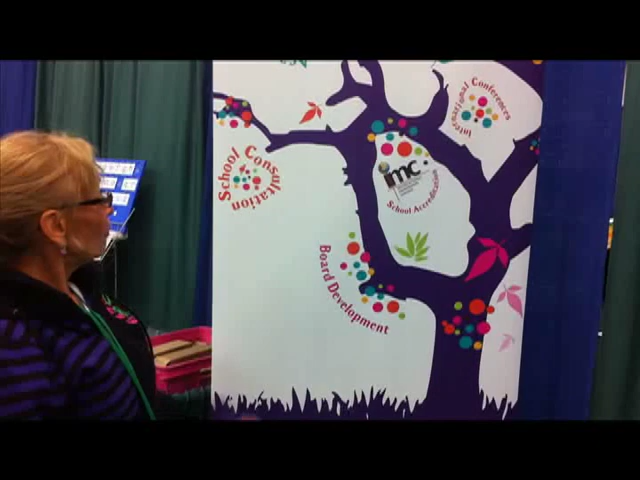 International Conferences
School Consultation
imc
School Accreditation
Board Development